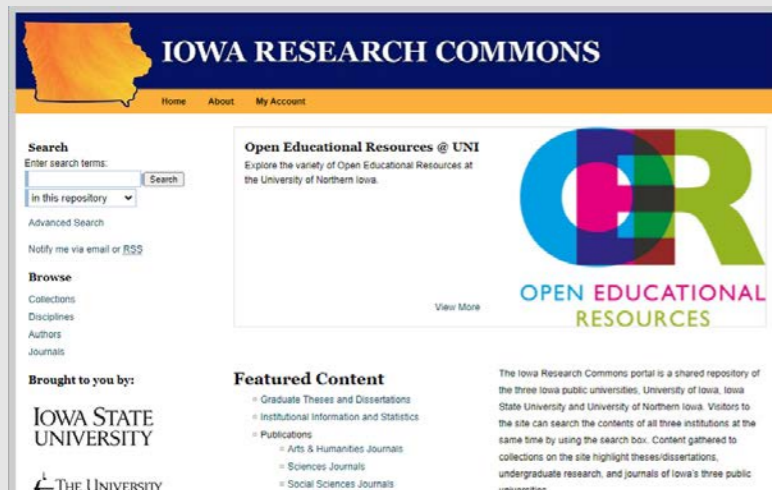 IOWA RESEARCH COMMONS
Home About My Account
Search
Enter search terms:
Search
in this repository
Advanced Search
Notify me via email or RSS
Browse
Collections
Disciplines
Authors
Journals
Brought to you by:
IOWA STATE
UNIVERSITY
THE UNIVERSITY
Open Educational Resources @ UNI
Explore the variety of Open Educational Resources at
the University of Northern Iowa.
View More
OER
OPEN EDUCATIONAL
RESOURCES
Featured Content
Graduate Theses and Dissertations
Institutional Information and Statistics
Publications
Arts & Humanities Journals
Sciences Journals
Social Sciences Journals
The Iowa Research Commons portal is a shared repository of
the three Iowa public universities, University of Iowa, Iowa
State University and University of Northern Iowa. Visitors to
the site can search the contents of all three institutions at the
same time by using the search box. Content gathered to
collections on the site highlight theses/dissertations,
undergraduate research, and journals of Iowa's three public
universities